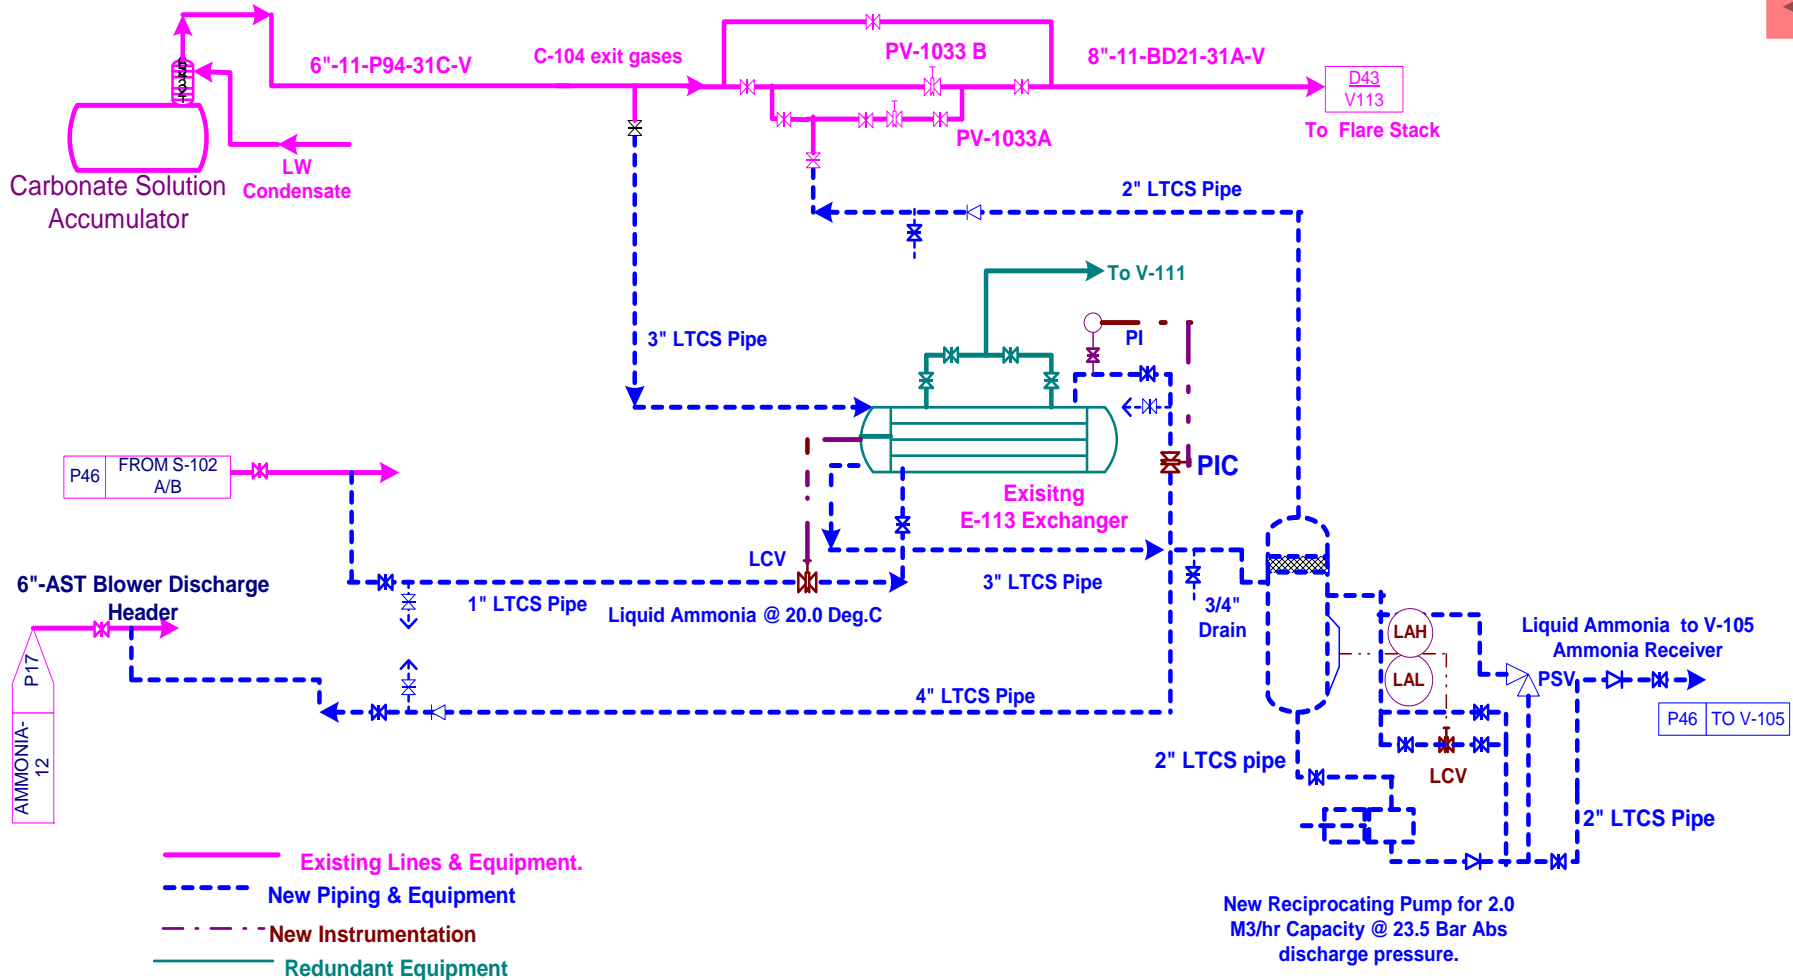 6"-11-P94-31C-V
C-104 exit gases
PV-1033 B
8"-11-BD21-31A-V
D43
V113
To Flare Stack
PV-1033A
LW
Condensate
Carbonate Solution
Accumulator
2" LTCS Pipe
To V-111
3" LTCS Pipe
PI
P46
FROM S-102
A/B
PIC
Exisitng
E-113 Exchanger
LCV
3" LTCS Pipe
6"-AST Blower Discharge
Header
1" LTCS Pipe
Liquid Ammonia @ 20.0 Deg.C
3/4"
Drain
LAH
LAL
Liquid Ammonia to V-105
Ammonia Receiver
PSV
P17
AMMONIA-
12
4" LTCS Pipe
P46
TO V-105
2" LTCS pipe
LCV
2" LTCS Pipe
Existing Lines & Equipment.
New Piping & Equipment
New Instrumentation
Redundant Equipment
New Reciprocating Pump for 2.0
M3/hr Capacity @ 23.5 Bar Abs
discharge pressure.